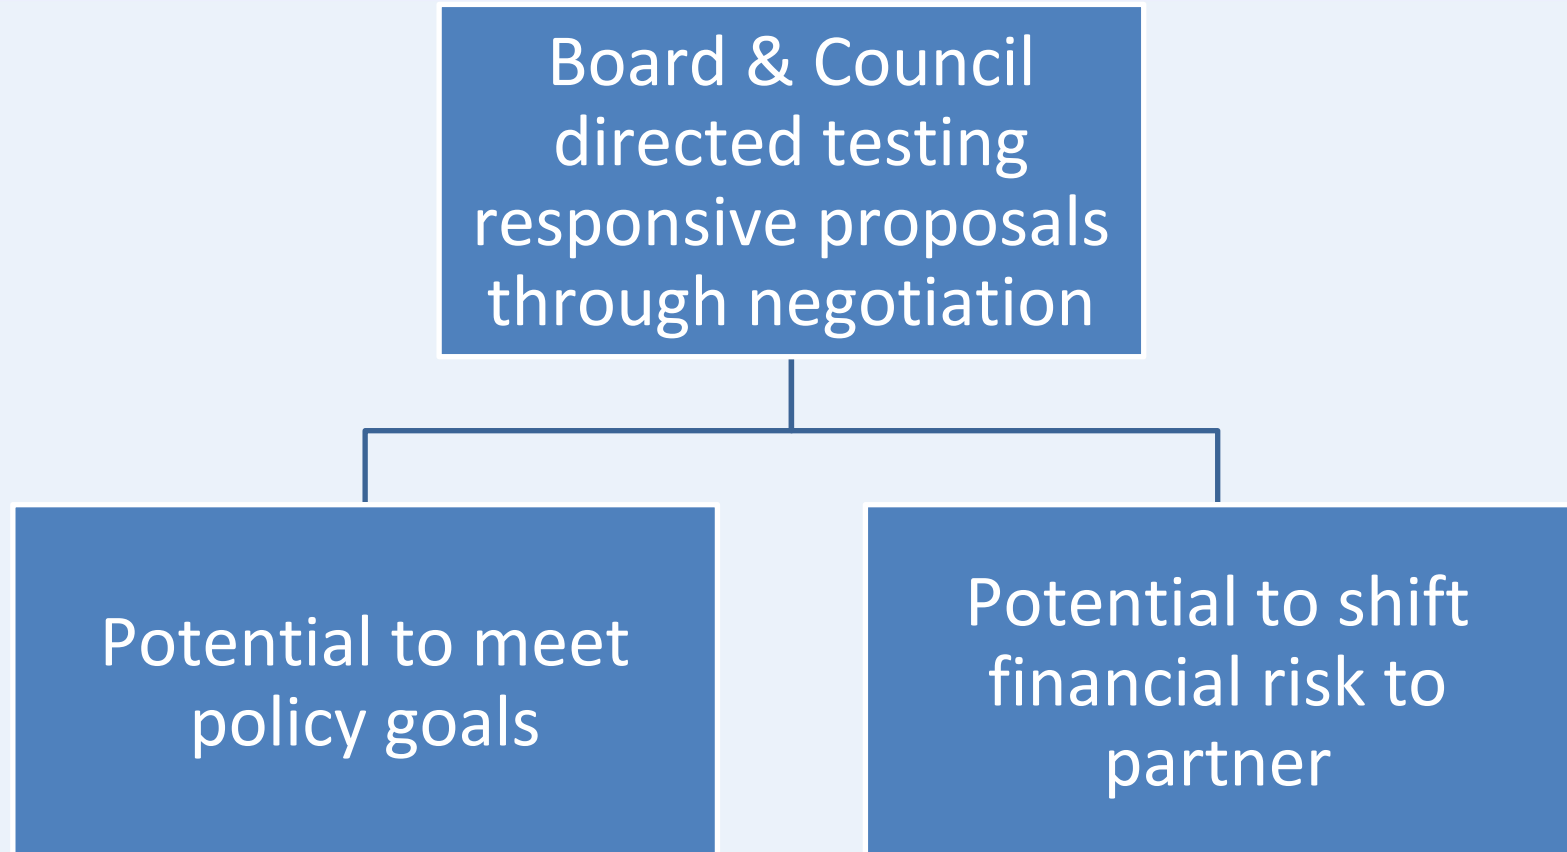 Board & Council
directed testing
responsive proposals
through negotiation
Potential to meet
policy goals
Potential to shift
financial risk to
partner